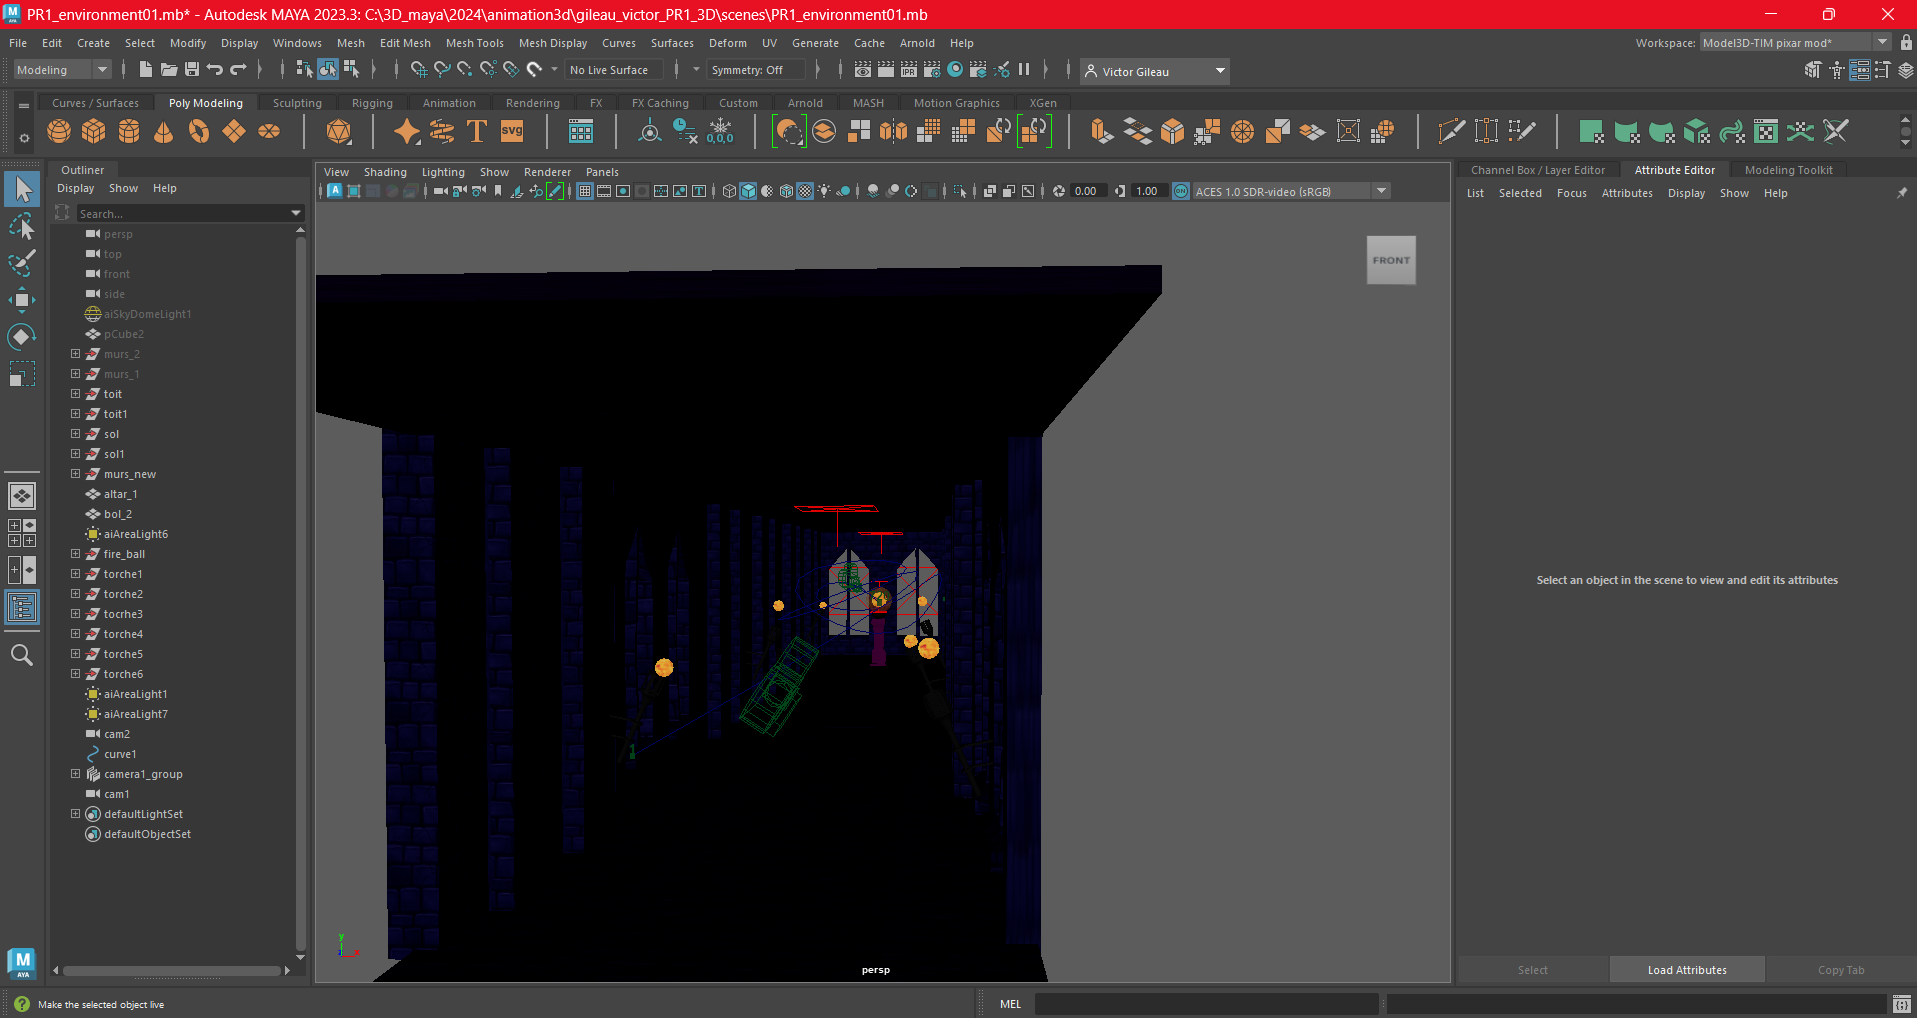 PR1_environment01.mb* - Autodesk MAYA 2023.3: C:\3D_maya\2024\animation3d\gileau_victor_PR1_3D\scenes\PR1_environment01.mb
File Edit Create Select Modify Display Windows Mesh Edit Mesh Mesh Tools Mesh Display Curves Surfaces Deform UV Generate Cache Arnold Help Workspace: Model3D-TIM pixar mod*
Modeling No Live Surface Symmetry: Off IPR Victor Gileau
Curves / Surfaces Poly Modeling Sculpting Rigging Animation Rendering FX FX Caching Custom Arnold MASH Motion Graphics XGen
T SVG 0,0,0
Outliner
Display Show Help
Search...
persp
top
front
side
aiSkyDomeLight1
pCube2
murs_2
murs_1
toit
toit1
sol
sol1
murs_new
altar_1
bol_2
aiAreaLight6
fire_ball
torche1
torche2
tocrhe3
torche4
torche5
torche6
aiAreaLight1
aiAreaLight7
cam2
curve1
camera1_group
cam1
defaultLightSet
defaultObjectSet
View Shading Lighting Show Renderer Panels
0.00 1.00 ON ACES 1.0 SDR-video (sRGB)
FRONT
y
persp
Channel Box / Layer Editor Attribute Editor Modeling Toolkit
List Selected Focus Attributes Display Show Help
Select an object in the scene to view and edit its attributes
Select Load Attributes Copy Tab
M
AYA
Make the selected object live
MEL